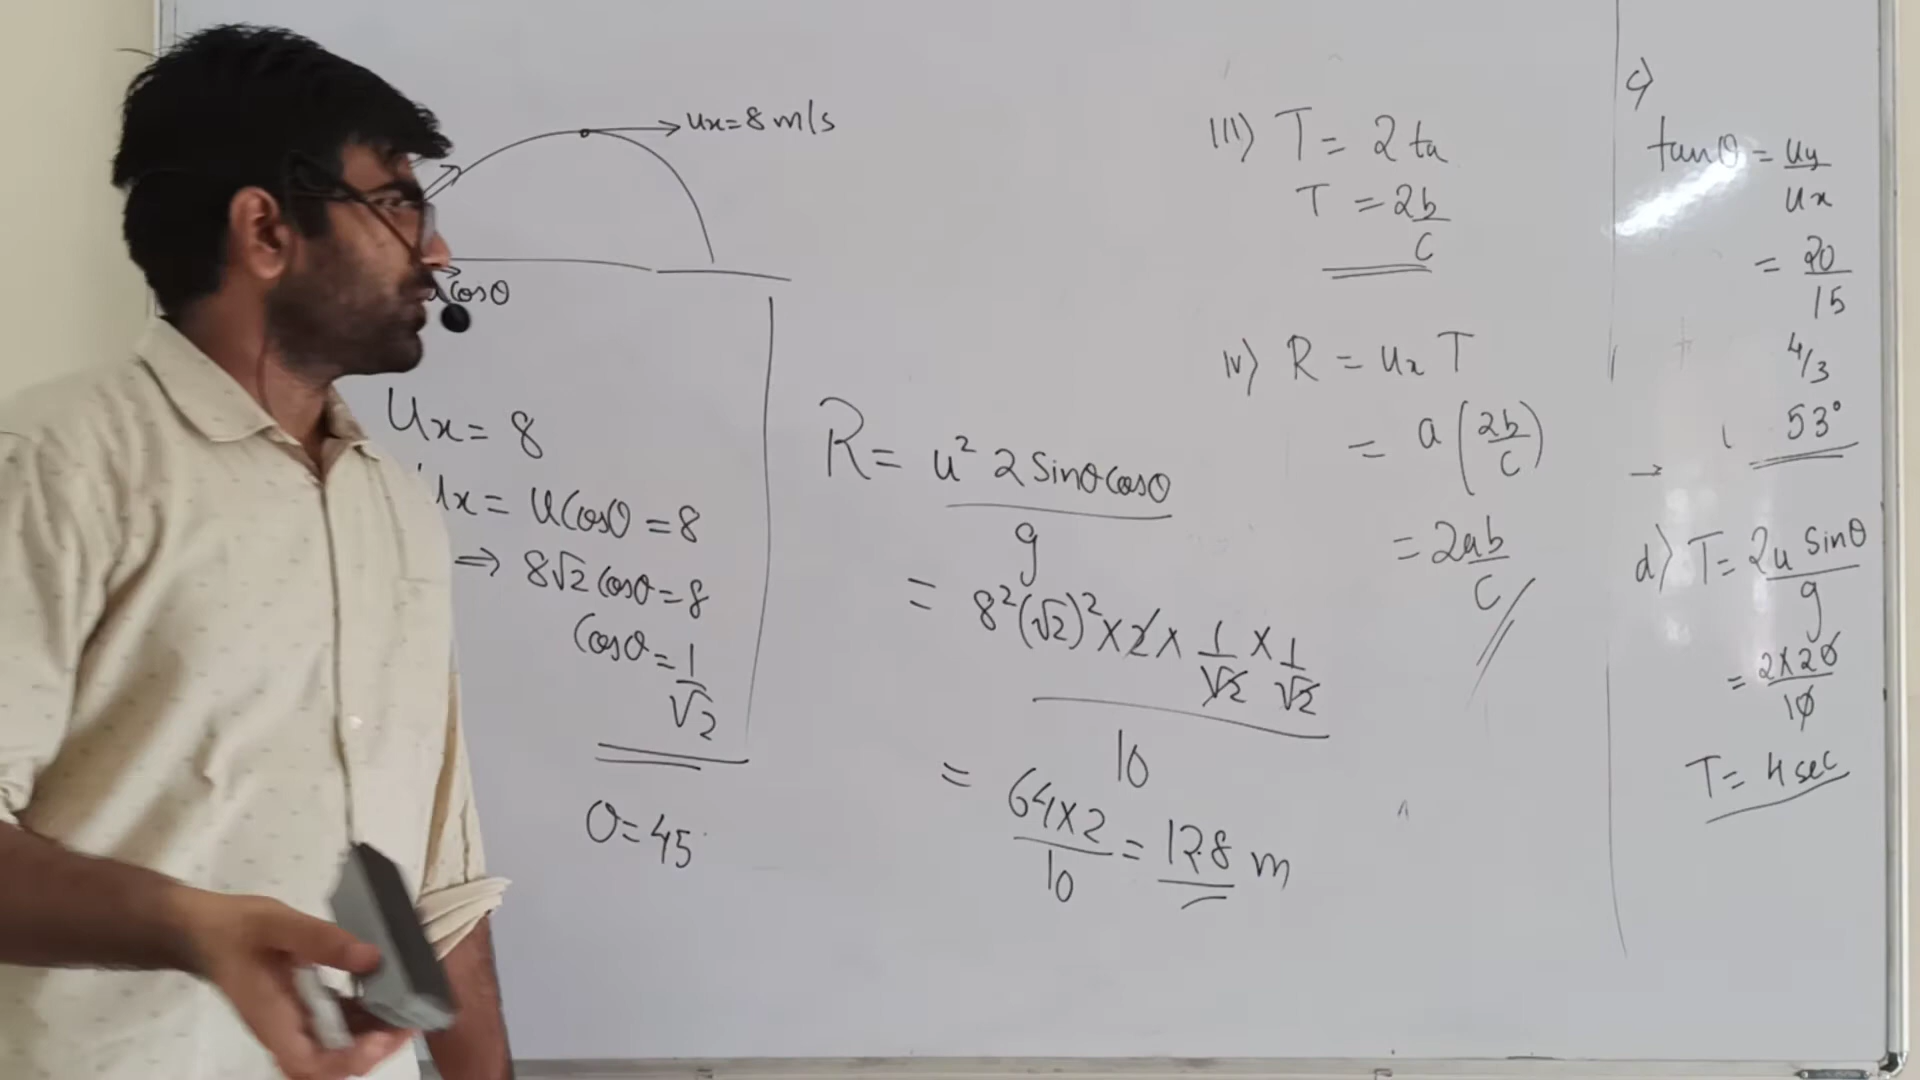 ux = 8 m/s
u cosθ
Ux = 8
Ux = u Cosθ = 8
⇒ 8√2 Cosθ = 8
Cosθ = 1/√2
θ = 45
R = u² 2 sinθ cosθ / g
= 8² (√2)² × 2 × 1/√2 × 1/√2 / 10
= 64 × 2 / 10 = 12.8 m
III) T = 2 ta
T = 2b/C
IV) R = ux T
= a (2b/C)
= 2ab/C
c)
tanθ = uy/ux
= 20/15
4/3
53°
→
d) T = 2u sinθ / g
= 2 × 20 / 10
T = 4 sec